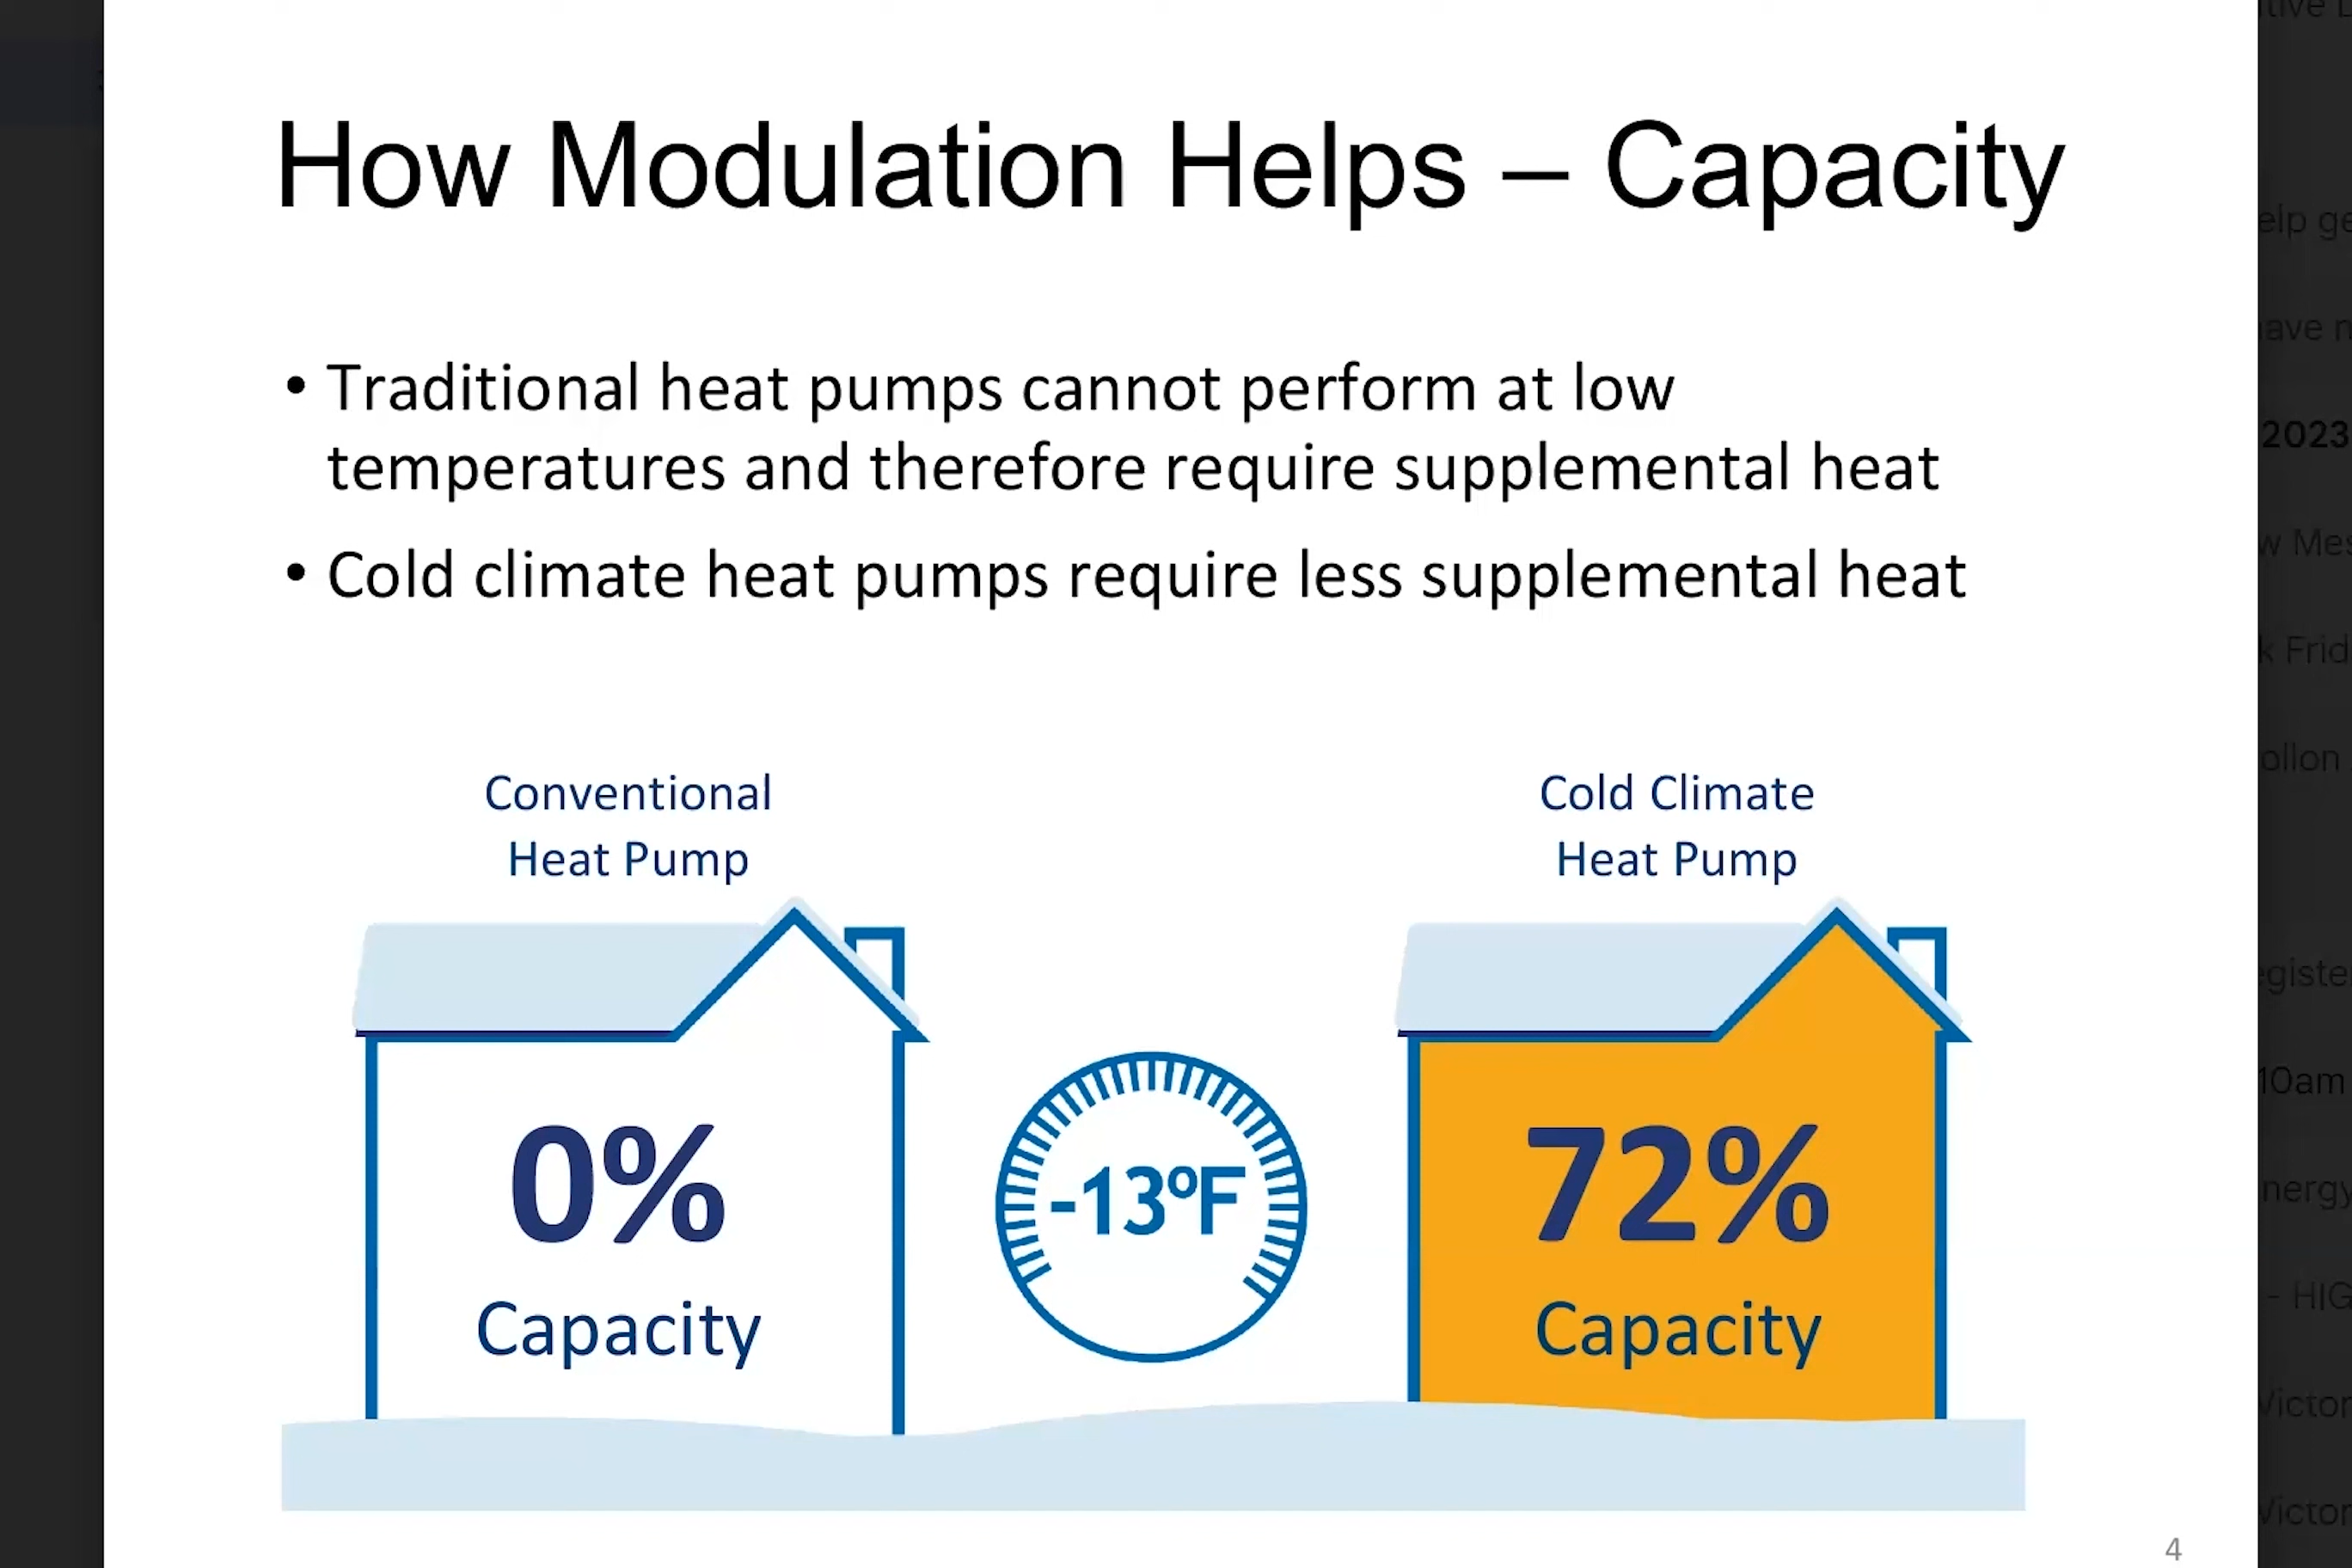 How Modulation Helps – Capacity
• Traditional heat pumps cannot perform at low
temperatures and therefore require supplemental heat
• Cold climate heat pumps require less supplemental heat
Conventional
Heat Pump
Cold Climate
Heat Pump
0%
Capacity
-13ºF
72%
Capacity
4
2023
10am